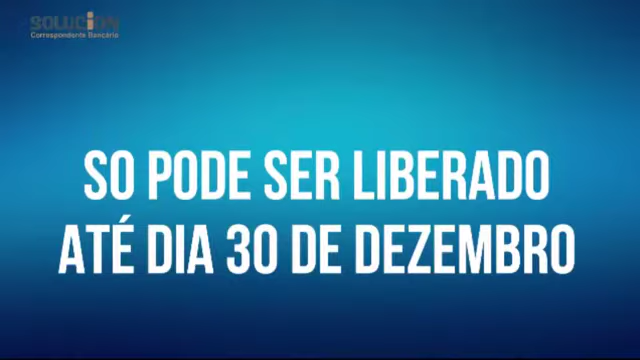 SOLUCiON
Correspondente Bancário
SO PODE SER LIBERADO
ATÉ DIA 30 DE DEZEMBRO